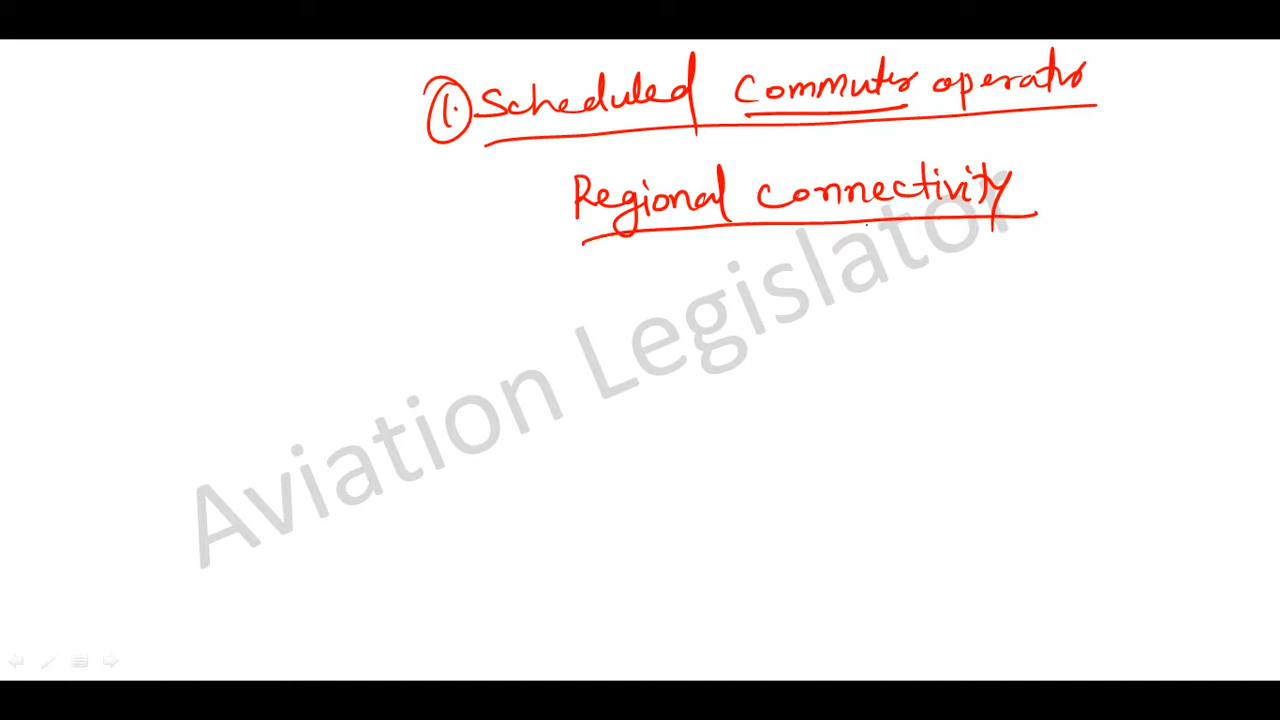 1. Scheduled Commuter operator
Regional connectivity
Aviation Legislator